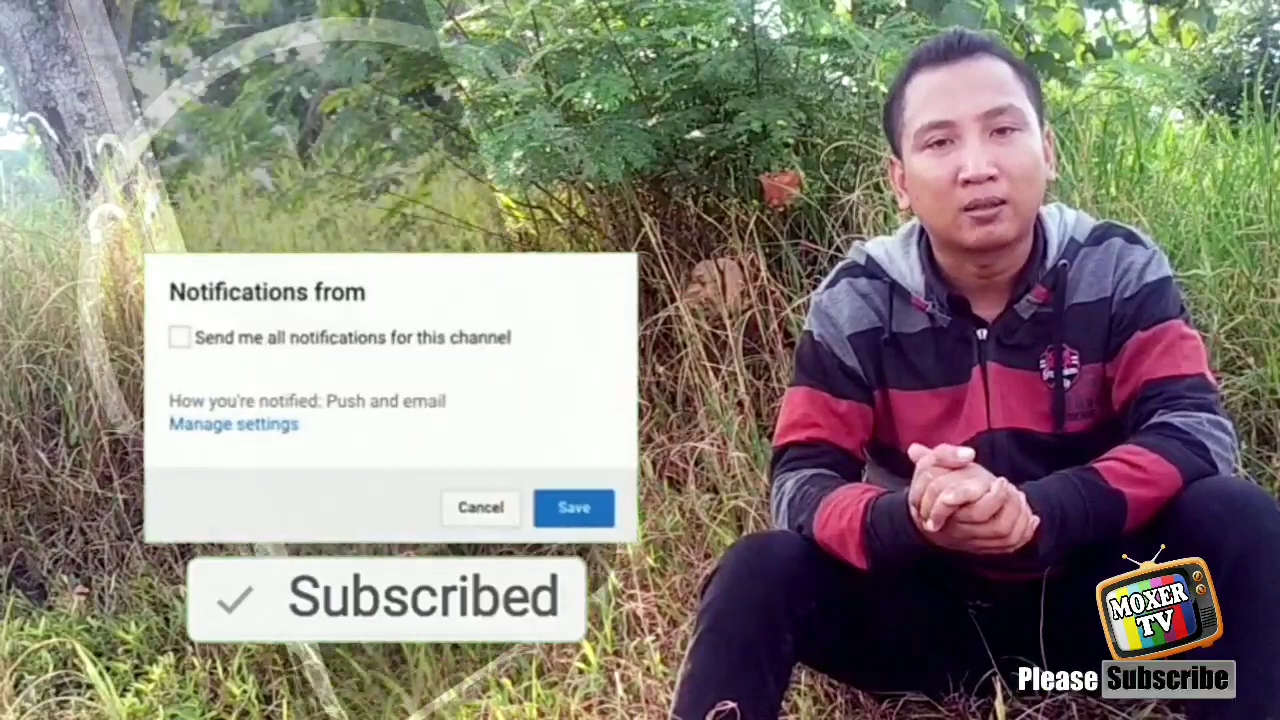 Notifications from
Send me all notifications for this channel
How you're notified: Push and email
Manage settings
Cancel
Save
Subscribed
MOXER
TV
Please Subscribe